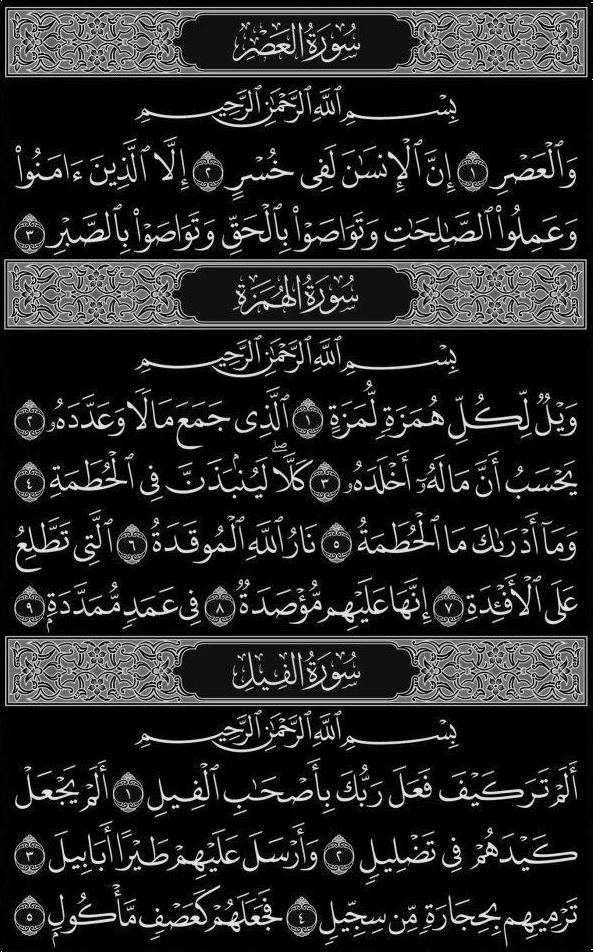 سُورَةُ العَصْرِ
بِسْمِ ٱللَّهِ ٱلرَّحْمَٰنِ ٱلرَّحِيمِ
وَٱلْعَصْرِ ١ إِنَّ ٱلْإِنسَٰنَ لَفِى خُسْرٍ ٢ إِلَّا ٱلَّذِينَ ءَامَنُوا۟
وَعَمِلُوا۟ ٱلصَّٰلِحَٰتِ وَتَوَاصَوْا۟ بِٱلْحَقِّ وَتَوَاصَوْا۟ بِٱلصَّبْرِ ٣
سُورَةُ الهُمَزَةِ
بِسْمِ ٱللَّهِ ٱلرَّحْمَٰنِ ٱلرَّحِيمِ
وَيْلٌ لِّكُلِّ هُمَزَةٍ لُّمَزَةٍ ١ ٱلَّذِى جَمَعَ مَالًا وَعَدَّدَهُۥ ٢
يَحْسَبُ أَنَّ مَالَهُۥٓ أَخْلَدَهُۥ ٣ كَلَّا ۖ لَيُنۢبَذَنَّ فِى ٱلْحُطَمَةِ ٤
وَمَآ أَدْرَىٰكَ مَا ٱلْحُطَمَةُ ٥ نَارُ ٱللَّهِ ٱلْمُوقَدَةُ ٦ ٱلَّتِى تَطَّلِعُ
عَلَى ٱلْأَفْـِٔدَةِ ٧ إِنَّهَا عَلَيْهِم مُّؤْصَدَةٌ ٨ فِى عَمَدٍ مُّمَدَّدَةٍۭ ٩
سُورَةُ الفِيلِ
بِسْمِ ٱللَّهِ ٱلرَّحْمَٰنِ ٱلرَّحِيمِ
أَلَمْ تَرَ كَيْفَ فَعَلَ رَبُّكَ بِأَصْحَٰبِ ٱلْفِيلِ ١ أَلَمْ يَجْعَلْ
كَيْدَهُمْ فِى تَضْلِيلٍ ٢ وَأَرْسَلَ عَلَيْهِمْ طَيْرًا أَبَابِيلَ ٣
تَرْمِيهِم بِحِجَارَةٍ مِّن سِجِّيلٍ ٤ فَجَعَلَهُمْ كَعَصْفٍ مَّأْكُولٍۭ ٥